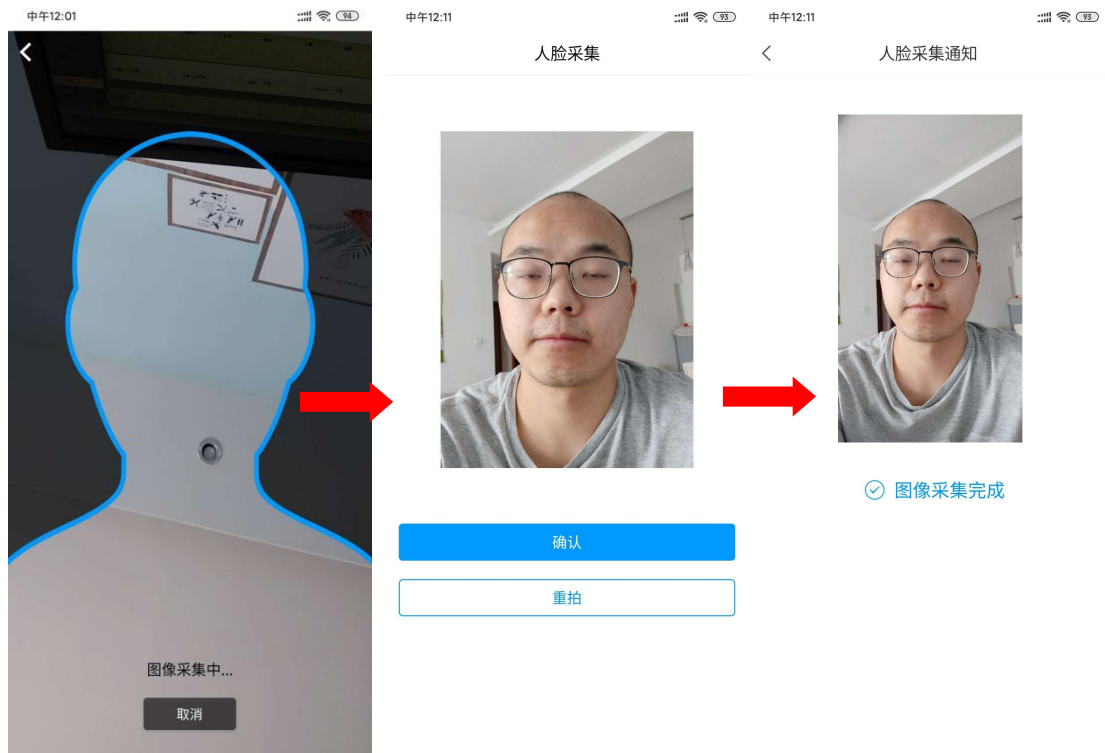 中午12:01
94
图像采集中...
取消
中午12:11
93
人脸采集
确认
重拍
中午12:11
93
人脸采集通知
图像采集完成